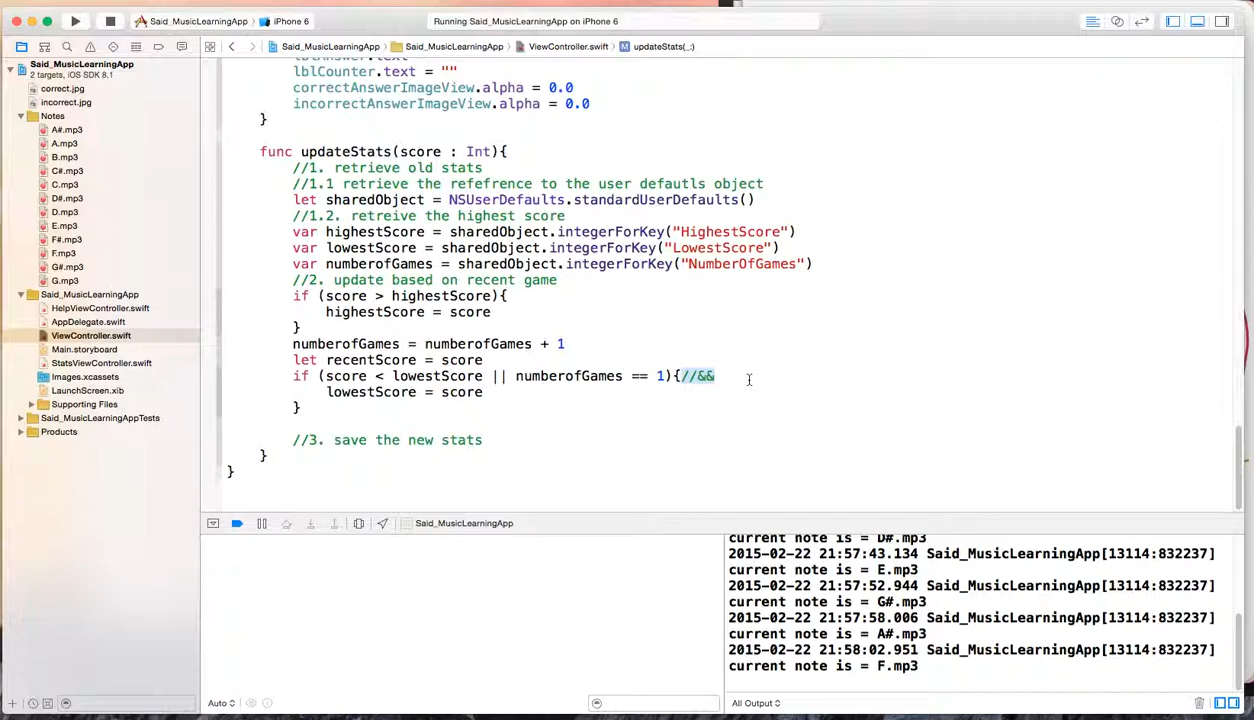 Said_MusicLearningApp
iPhone 6
Running Said_MusicLearningApp on iPhone 6
Said_MusicLearningApp
Said_MusicLearningApp
ViewController.swift
updateStats(_:)
Said_MusicLearningApp
2 targets, iOS SDK 8.1
correct.jpg
incorrect.jpg
Notes
A#.mp3
A.mp3
B.mp3
C#.mp3
C.mp3
D#.mp3
D.mp3
E.mp3
F#.mp3
F.mp3
G#.mp3
G.mp3
Said_MusicLearningApp
HelpViewController.swift
AppDelegate.swift
ViewController.swift
Main.storyboard
StatsViewController.swift
Images.xcassets
LaunchScreen.xib
Supporting Files
Said_MusicLearningAppTests
Products
lblCounter.text = ""
correctAnswerImageView.alpha = 0.0
incorrectAnswerImageView.alpha = 0.0
}
func updateStats(score : Int){
//1. retrieve old stats
//1.1 retrieve the refefrence to the user defautls object
let sharedObject = NSUserDefaults.standardUserDefaults()
//1.2. retreive the highest score
var highestScore = sharedObject.integerForKey("HighestScore")
var lowestScore = sharedObject.integerForKey("LowestScore")
var numberofGames = sharedObject.integerForKey("NumberOfGames")
//2. update based on recent game
if (score > highestScore){
highestScore = score
}
numberofGames = numberofGames + 1
let recentScore = score
if (score < lowestScore || numberofGames == 1){//&&
lowestScore = score
}
//3. save the new stats
}
}
Said_MusicLearningApp
current note is = D#.mp3
2015-02-22 21:57:43.134 Said_MusicLearningApp[13114:832237]
current note is = E.mp3
2015-02-22 21:57:52.944 Said_MusicLearningApp[13114:832237]
current note is = G#.mp3
2015-02-22 21:57:58.006 Said_MusicLearningApp[13114:832237]
current note is = A#.mp3
2015-02-22 21:58:02.951 Said_MusicLearningApp[13114:832237]
current note is = F.mp3
Auto
All Output